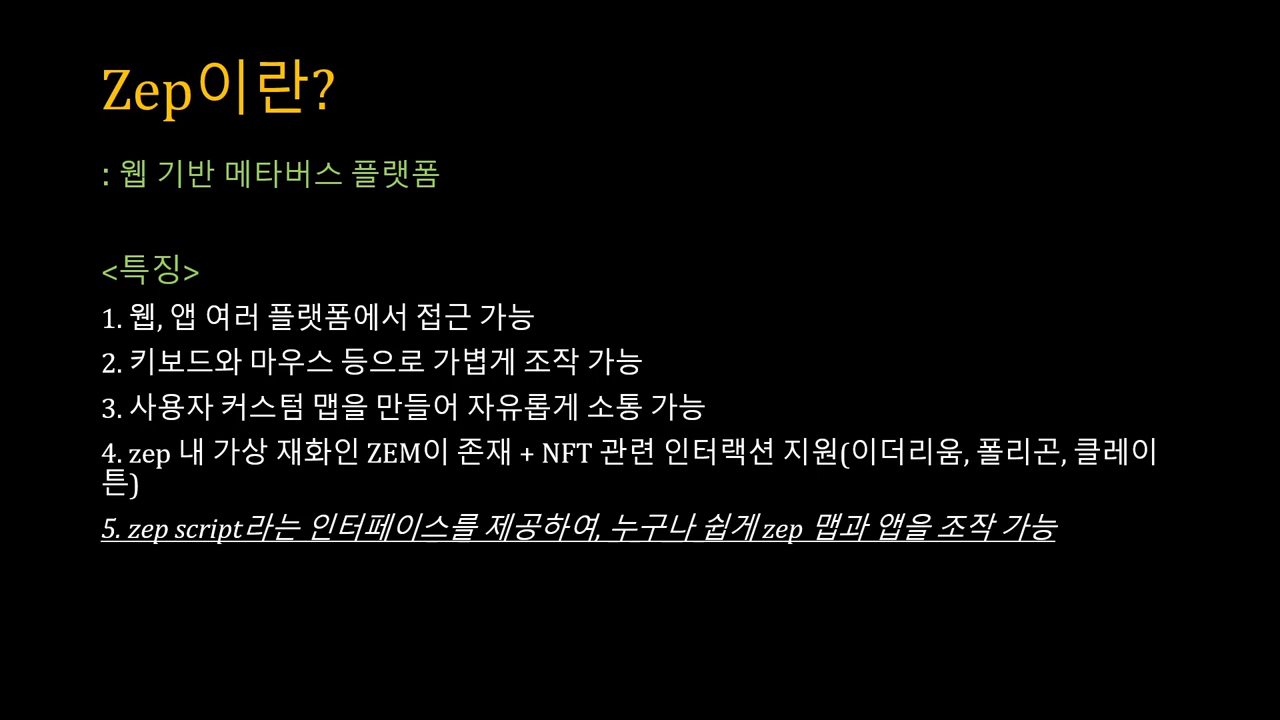 Zep이란?
: 웹 기반 메타버스 플랫폼
<특징>
1. 웹, 앱 여러 플랫폼에서 접근 가능
2. 키보드와 마우스 등으로 가볍게 조작 가능
3. 사용자 커스텀 맵을 만들어 자유롭게 소통 가능
4. zep 내 가상 재화인 ZEM이 존재 + NFT 관련 인터랙션 지원(이더리움, 폴리곤, 클레이
튼)
5. zep script라는 인터페이스를 제공하여, 누구나 쉽게 zep 맵과 앱을 조작 가능